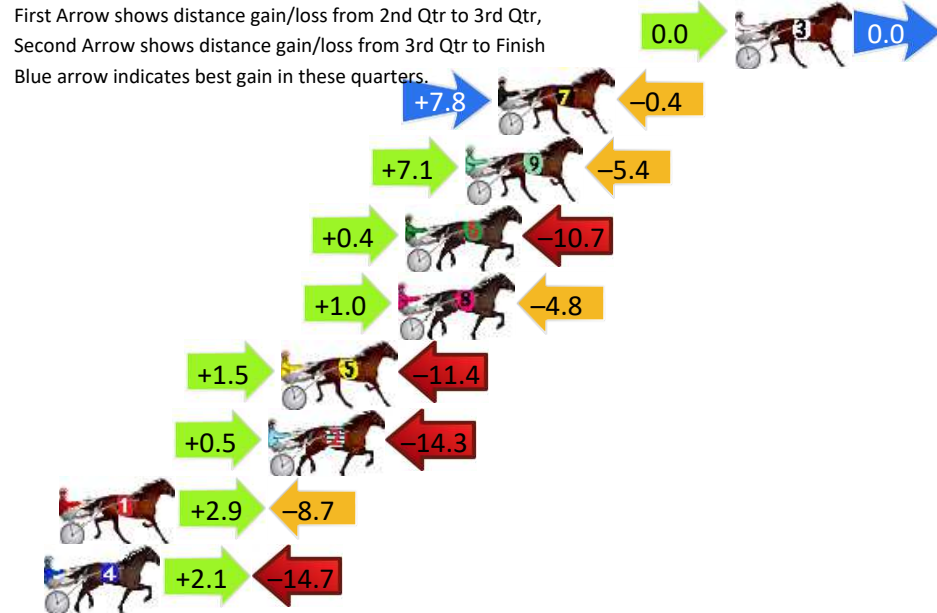 First Arrow shows distance gain/loss from 2nd Qtr to 3rd Qtr,
Second Arrow shows distance gain/loss from 3rd Qtr to Finish
Blue arrow indicates best gain in these quarters.
0.0 3 0.0
+7.8 7 –0.4
+7.1 9 –5.4
+0.4 6 –10.7
+1.0 8 –4.8
+1.5 5 –11.4
+0.5 2 –14.3
1 +2.9 –8.7
4 +2.1 –14.7